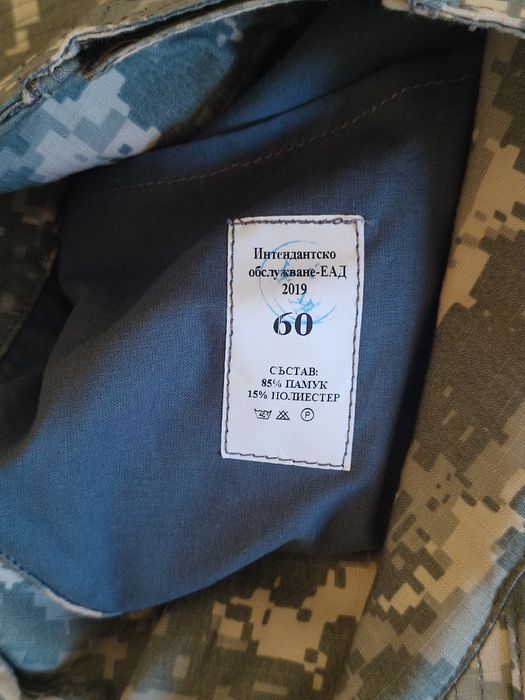 Интендантско
обслужване-ЕАД
2019
60
СЪСТАВ:
85% ПАМУК
15% ПОЛИЕСТЕР
P